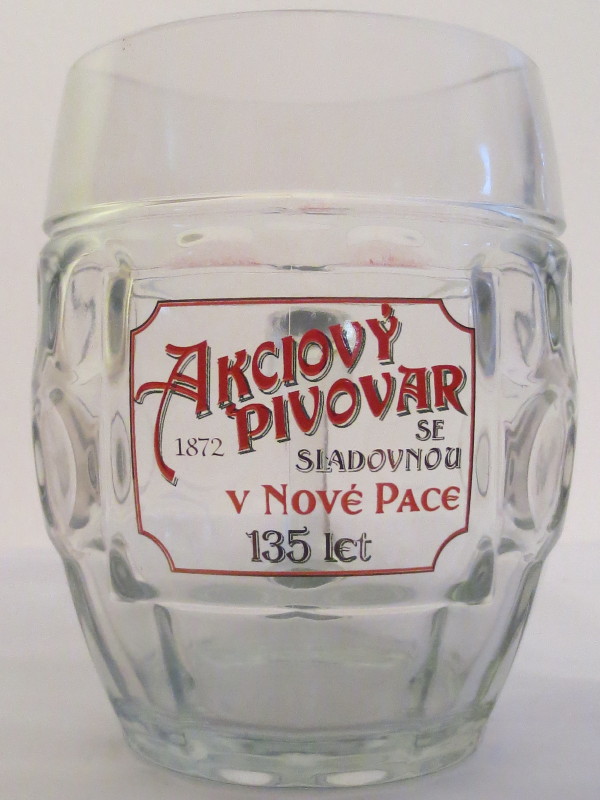 Akciový
Pivovar
1872
se
sladovnou
v Nové Pace
135 let